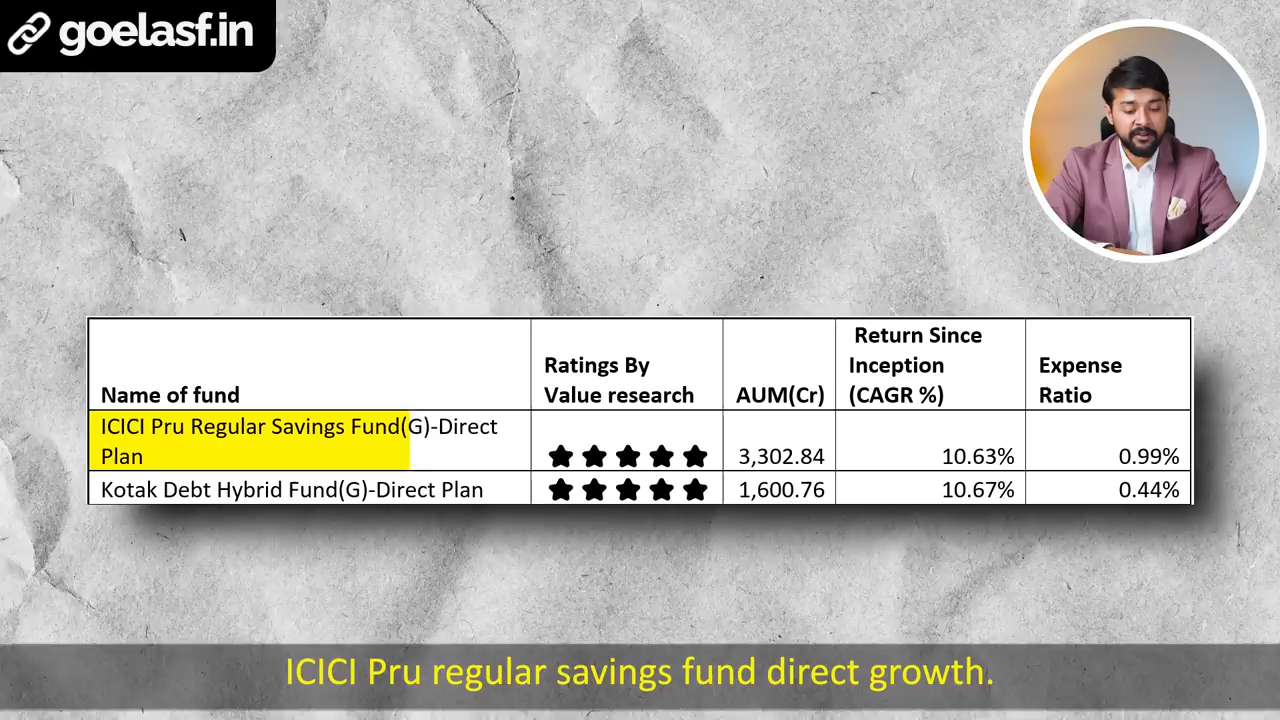 goelasf.in
Name of fund
Ratings By
Value research
AUM(Cr)
Return Since
Inception
(CAGR %)
Expense
Ratio
ICICI Pru Regular Savings Fund(G)-Direct
Plan
★★★★★
3,302.84
10.63%
0.99%
Kotak Debt Hybrid Fund(G)-Direct Plan
★★★★★
1,600.76
10.67%
0.44%
ICICI Pru regular savings fund direct growth.